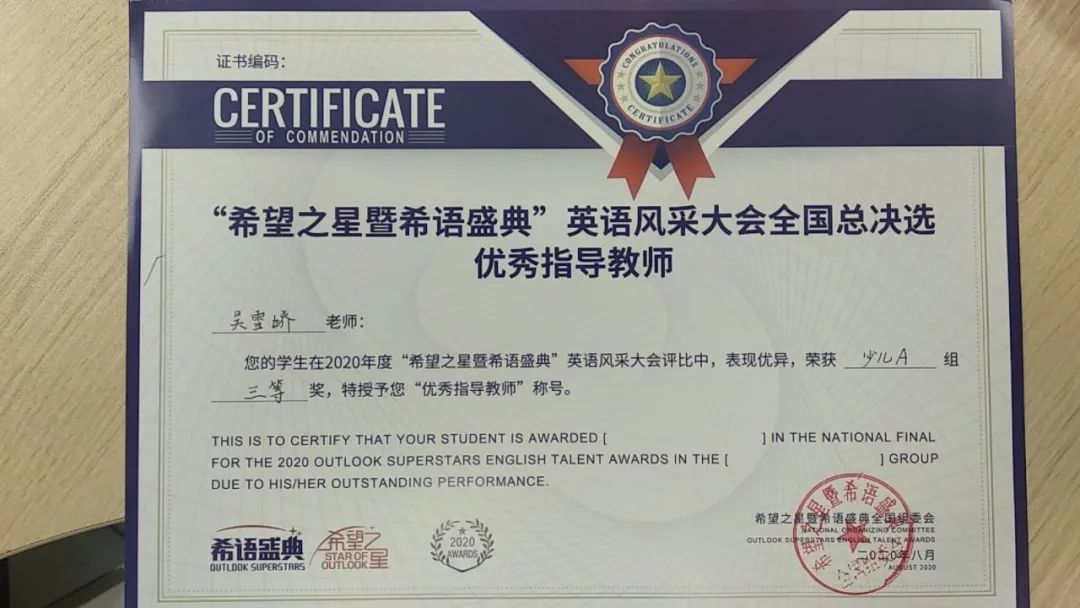 证书编码：
CONGRATULATIONS
CERTIFICATE
CERTIFICATE
OF COMMENDATION
“希望之星暨希语盛典”英语风采大会全国总决选
优秀指导教师
吴雪娇 老师：
您的学生在2020年度“希望之星暨希语盛典”英语风采大会评比中，表现优异，荣获 少儿A 组
三等 奖，特授予您“优秀指导教师”称号。
THIS IS TO CERTIFY THAT YOUR STUDENT IS AWARDED [ ] IN THE NATIONAL FINAL
FOR THE 2020 OUTLOOK SUPERSTARS ENGLISH TALENT AWARDS IN THE [ ] GROUP
DUE TO HIS/HER OUTSTANDING PERFORMANCE.
希望之星暨希语盛典全国组委会
NATIONAL ORGANIZING COMMITTEE
OUTLOOK SUPERSTARS ENGLISH TALENT AWARDS
二〇二〇年八月
AUGUST 2020
希语盛典
OUTLOOK SUPERSTARS
希望之星
STAR OF OUTLOOK
2020
AWARDS